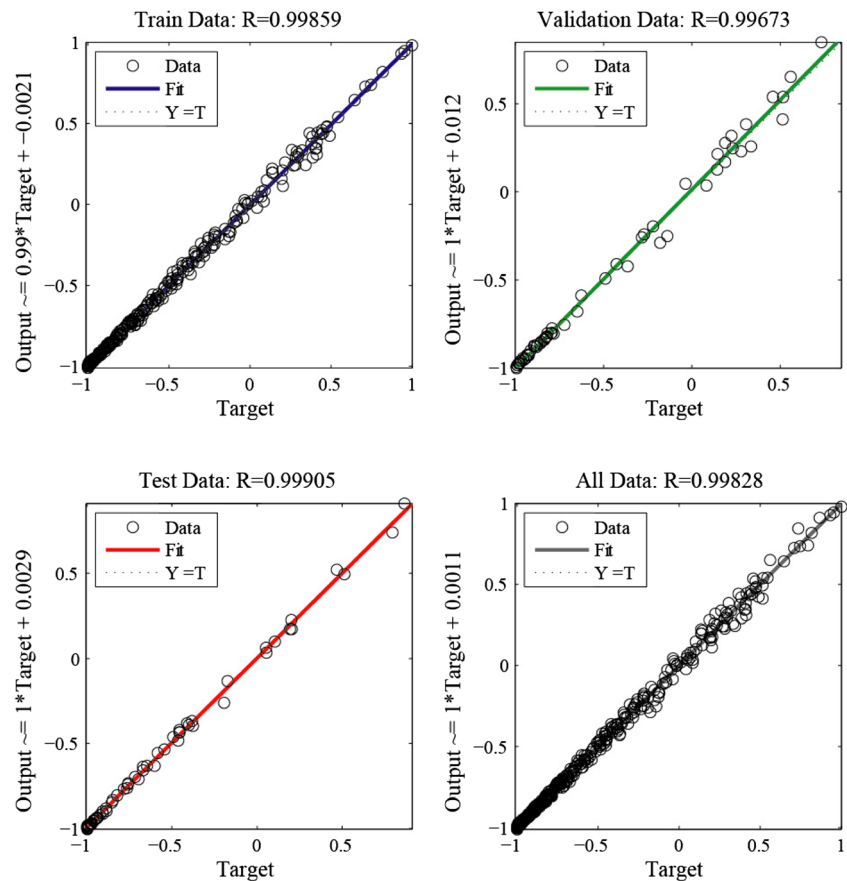 Train Data: R=0.99859
Output ~= 0.99*Target + −0.0021
1
0.5
0
−0.5
−1
Data
Fit
Y =T
−1
−0.5
0
0.5
1
Target
Validation Data: R=0.99673
Output ~= 1*Target + 0.012
0.5
0
−0.5
−1
Data
Fit
Y =T
−1
−0.5
0
0.5
Target
Test Data: R=0.99905
Output ~= 1*Target + 0.0029
0.5
0
−0.5
−1
Data
Fit
Y =T
−1
−0.5
0
0.5
Target
All Data: R=0.99828
Output ~= 1*Target + 0.0011
1
0.5
0
−0.5
−1
Data
Fit
Y =T
−1
−0.5
0
0.5
1
Target